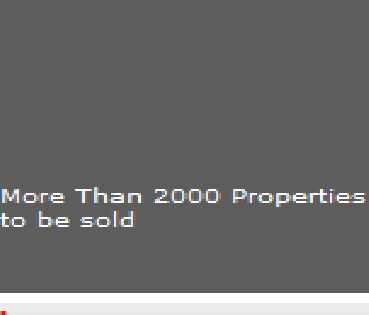 More Than 2000 Properties
to be sold